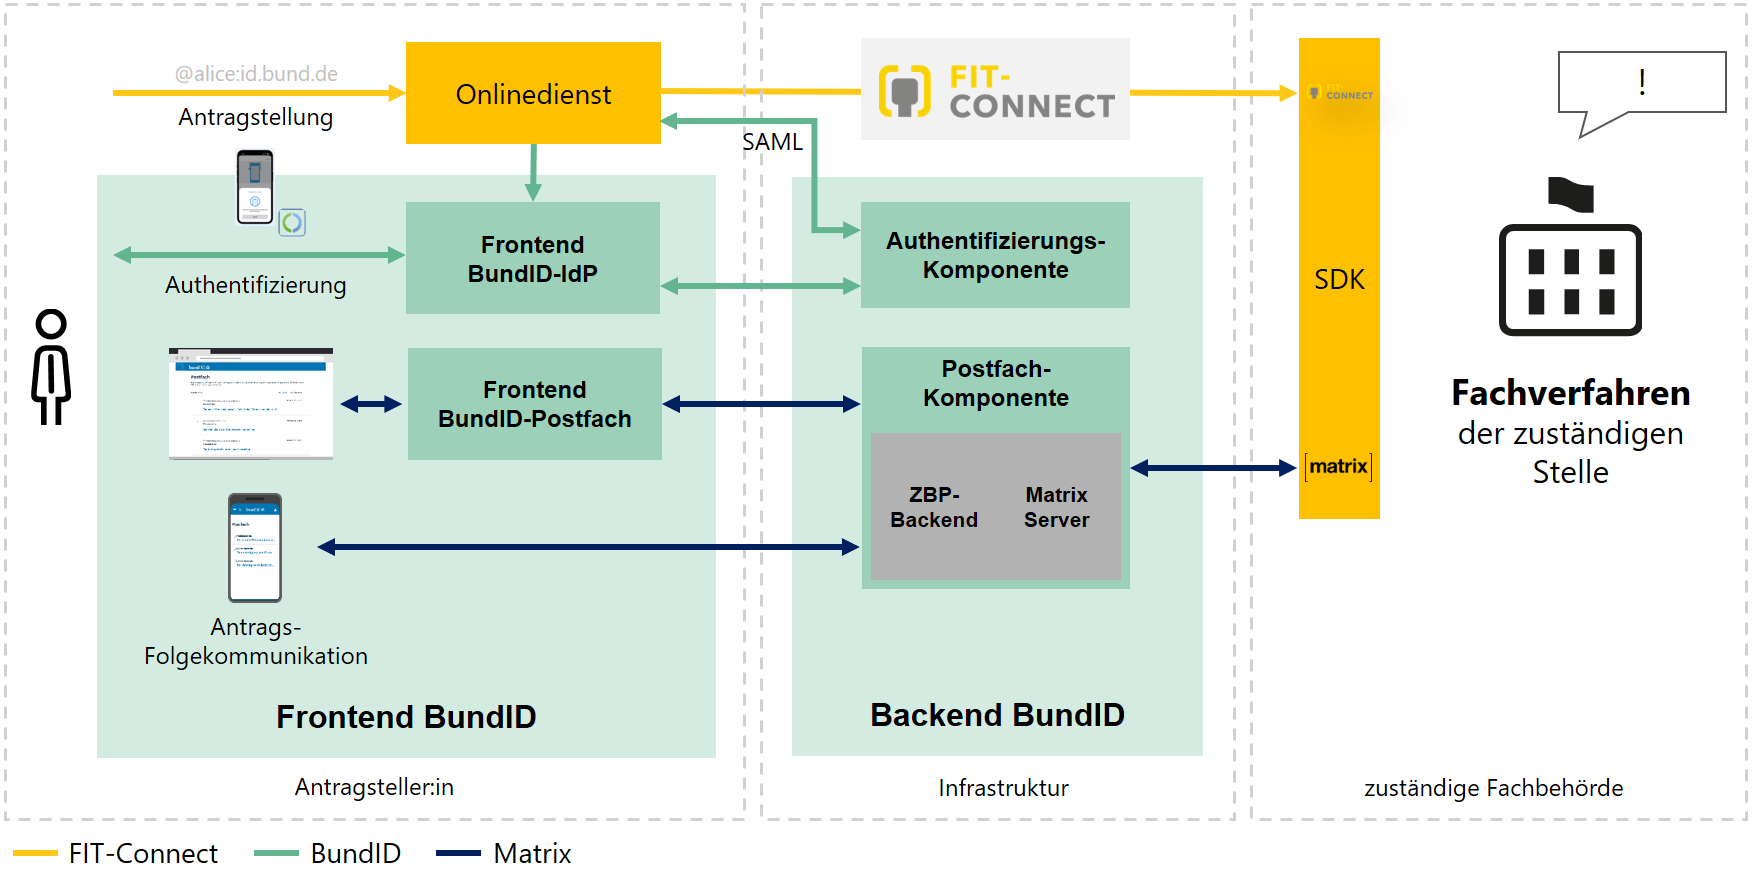 @alice:id.bund.de
Antragstellung
Onlinedienst
SAML
FIT-
CONNECT
CONNECT
!
Authentifizierung
Frontend
BundID-IdP
Authentifizierungs-
Komponente
SDK
Postfach
Frontend
BundID-Postfach
Postfach-
Komponente
ZBP-
Backend
Matrix
Server
[matrix]
Fachverfahren
der zuständigen
Stelle
Antrags-
Folgekommunikation
Frontend BundID
Backend BundID
Antragsteller:in
Infrastruktur
zuständige Fachbehörde
FIT-Connect
BundID
Matrix